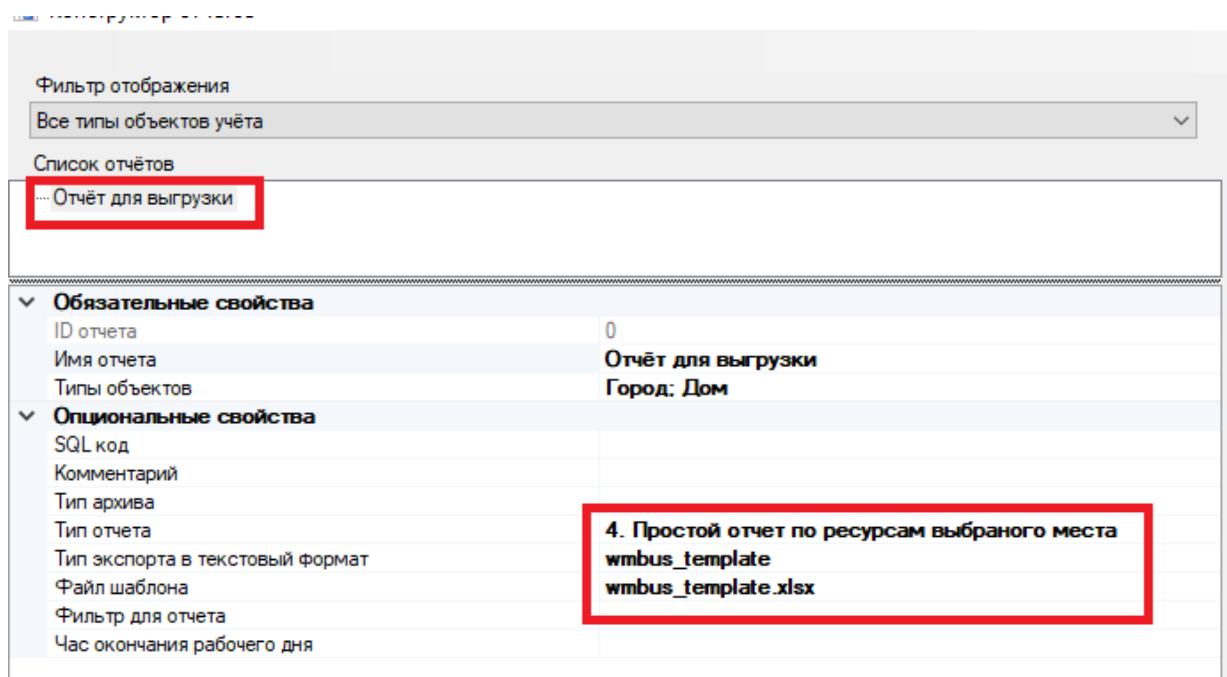 Фильтр отображения
Все типы объектов учёта
Список отчётов
Отчёт для выгрузки
Обязательные свойства
ID отчета 0
Имя отчета Отчёт для выгрузки
Типы объектов Город; Дом
Опциональные свойства
SQL код
Комментарий
Тип архива
Тип отчета 4. Простой отчет по ресурсам выбраного места
Тип экспорта в текстовый формат wmbus_template
Файл шаблона wmbus_template.xlsx
Фильтр для отчета
Час окончания рабочего дня